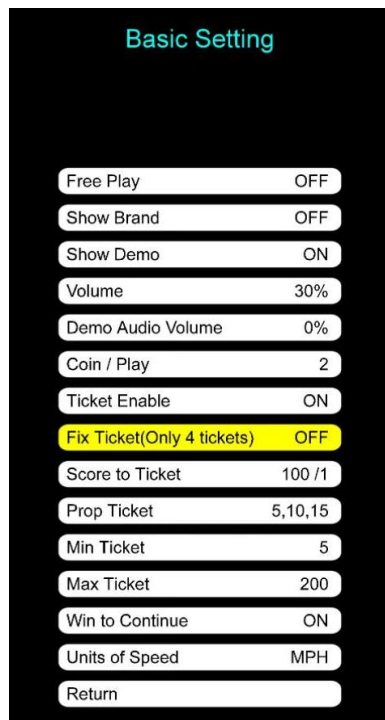 Basic Setting
Free Play OFF
Show Brand OFF
Show Demo ON
Volume 30%
Demo Audio Volume 0%
Coin / Play 2
Ticket Enable ON
Fix Ticket(Only 4 tickets) OFF
Score to Ticket 100 /1
Prop Ticket 5,10,15
Min Ticket 5
Max Ticket 200
Win to Continue ON
Units of Speed MPH
Return